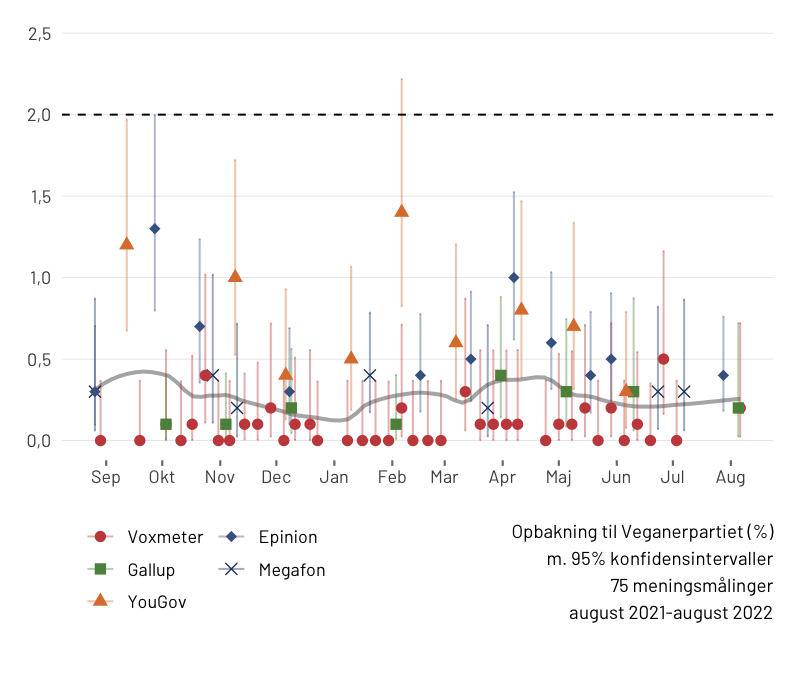 2,5
2,0
1,5
1,0
0,5
0,0
Sep Okt Nov Dec Jan Feb Mar Apr Maj Jun Jul Aug
Voxmeter Epinion
Gallup Megafon
YouGov
Opbakning til Veganerpartiet (%)
m. 95% konfidensintervaller
75 meningsmålinger
august 2021-august 2022